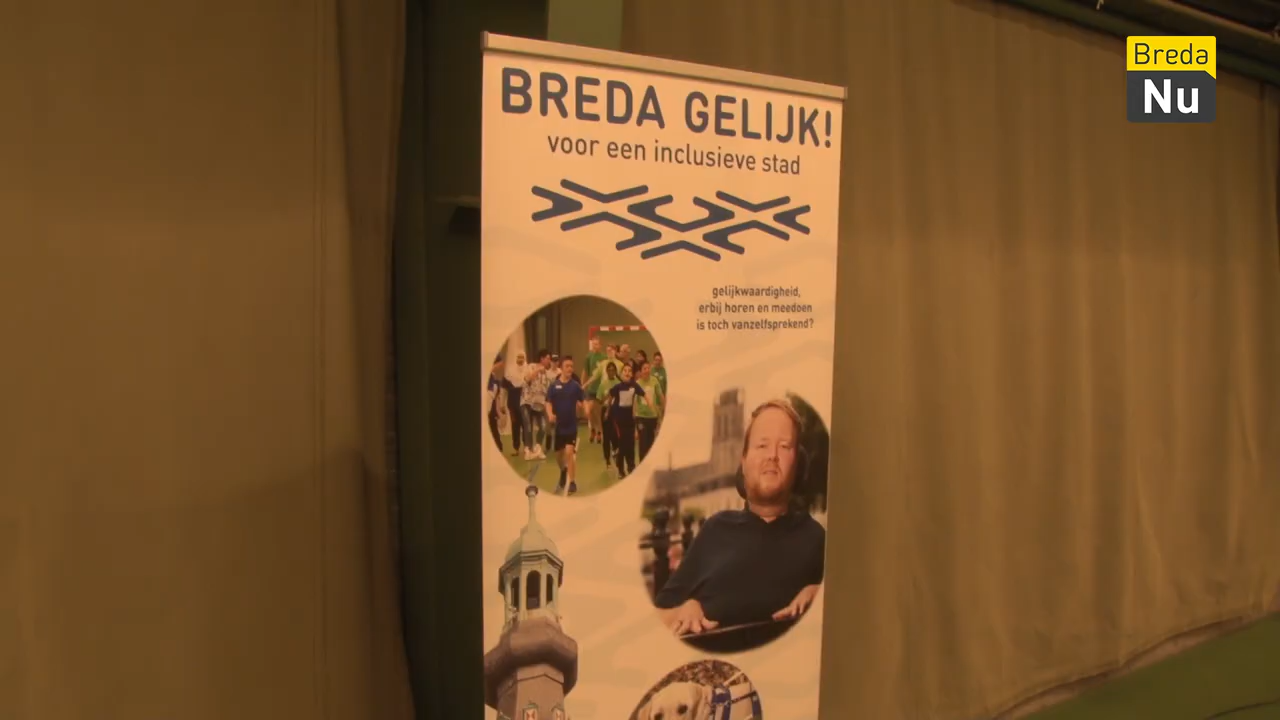 Breda
Nu
BREDA GELIJK!
voor een inclusieve stad
gelijkwaardigheid,
erbij horen en meedoen
is toch vanzelfsprekend?